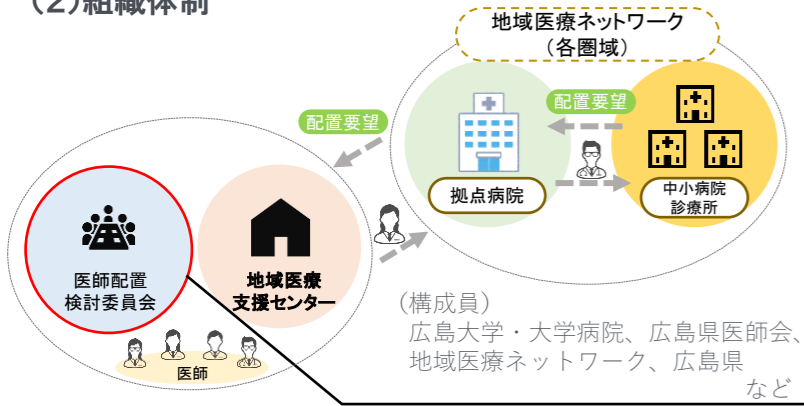 (2)組織体制
地域医療ネットワーク
(各圏域)
配置要望
配置要望
拠点病院
中小病院
診療所
医師配置
検討委員会
地域医療
支援センター
医師
(構成員)
広島大学・大学病院、広島県医師会、
地域医療ネットワーク、広島県
など